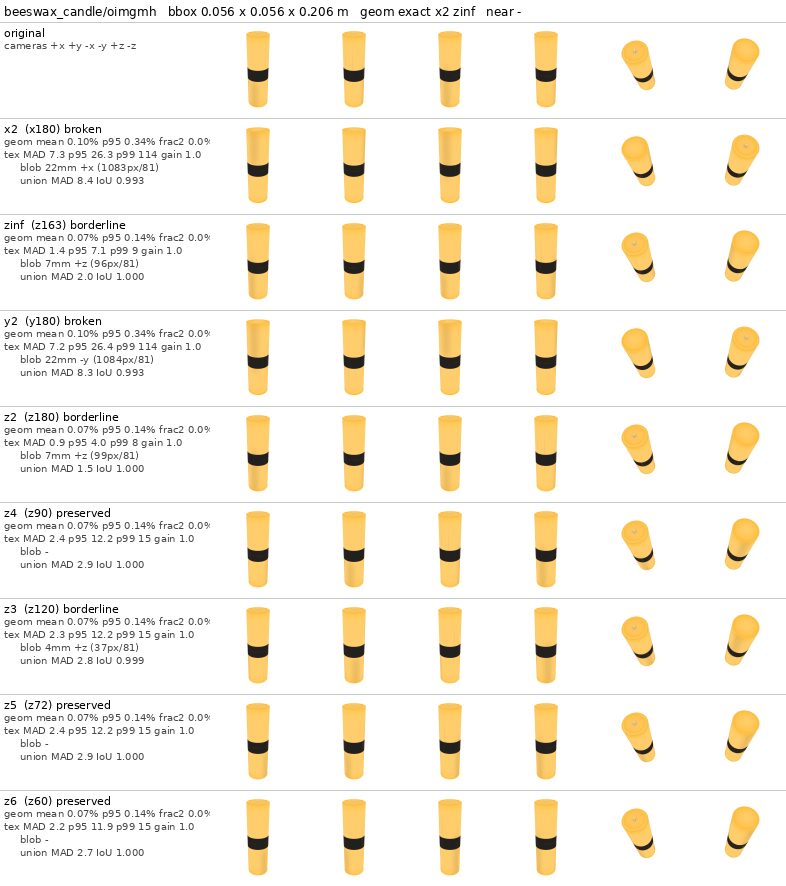 beeswax_candle/oimgmh bbox 0.056 x 0.056 x 0.206 m geom exact x2 zinf near -
original
cameras +x +y -x -y +z -z
x2 (x180) broken
geom mean 0.10% p95 0.34% frac2 0.0%
tex MAD 7.3 p95 26.3 p99 114 gain 1.0
blob 22mm +x (1083px/81)
union MAD 8.4 IoU 0.993
zinf (z163) borderline
geom mean 0.07% p95 0.14% frac2 0.0%
tex MAD 1.4 p95 7.1 p99 9 gain 1.0
blob 7mm +z (96px/81)
union MAD 2.0 IoU 1.000
y2 (y180) broken
geom mean 0.10% p95 0.34% frac2 0.0%
tex MAD 7.2 p95 26.4 p99 114 gain 1.0
blob 22mm -y (1084px/81)
union MAD 8.3 IoU 0.993
z2 (z180) borderline
geom mean 0.07% p95 0.14% frac2 0.0%
tex MAD 0.9 p95 4.0 p99 8 gain 1.0
blob 7mm +z (99px/81)
union MAD 1.5 IoU 1.000
z4 (z90) preserved
geom mean 0.07% p95 0.14% frac2 0.0%
tex MAD 2.4 p95 12.2 p99 15 gain 1.0
blob -
union MAD 2.9 IoU 1.000
z3 (z120) borderline
geom mean 0.07% p95 0.14% frac2 0.0%
tex MAD 2.3 p95 12.2 p99 15 gain 1.0
blob 4mm +z (37px/81)
union MAD 2.8 IoU 0.999
z5 (z72) preserved
geom mean 0.07% p95 0.14% frac2 0.0%
tex MAD 2.4 p95 12.2 p99 15 gain 1.0
blob -
union MAD 2.9 IoU 1.000
z6 (z60) preserved
geom mean 0.07% p95 0.14% frac2 0.0%
tex MAD 2.2 p95 11.9 p99 15 gain 1.0
blob -
union MAD 2.7 IoU 1.000